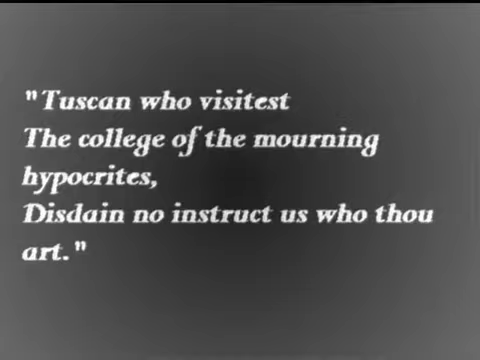 "Tuscan who visitest
The college of the mourning
hypocrites,
Disdain no instruct us who thou
art."